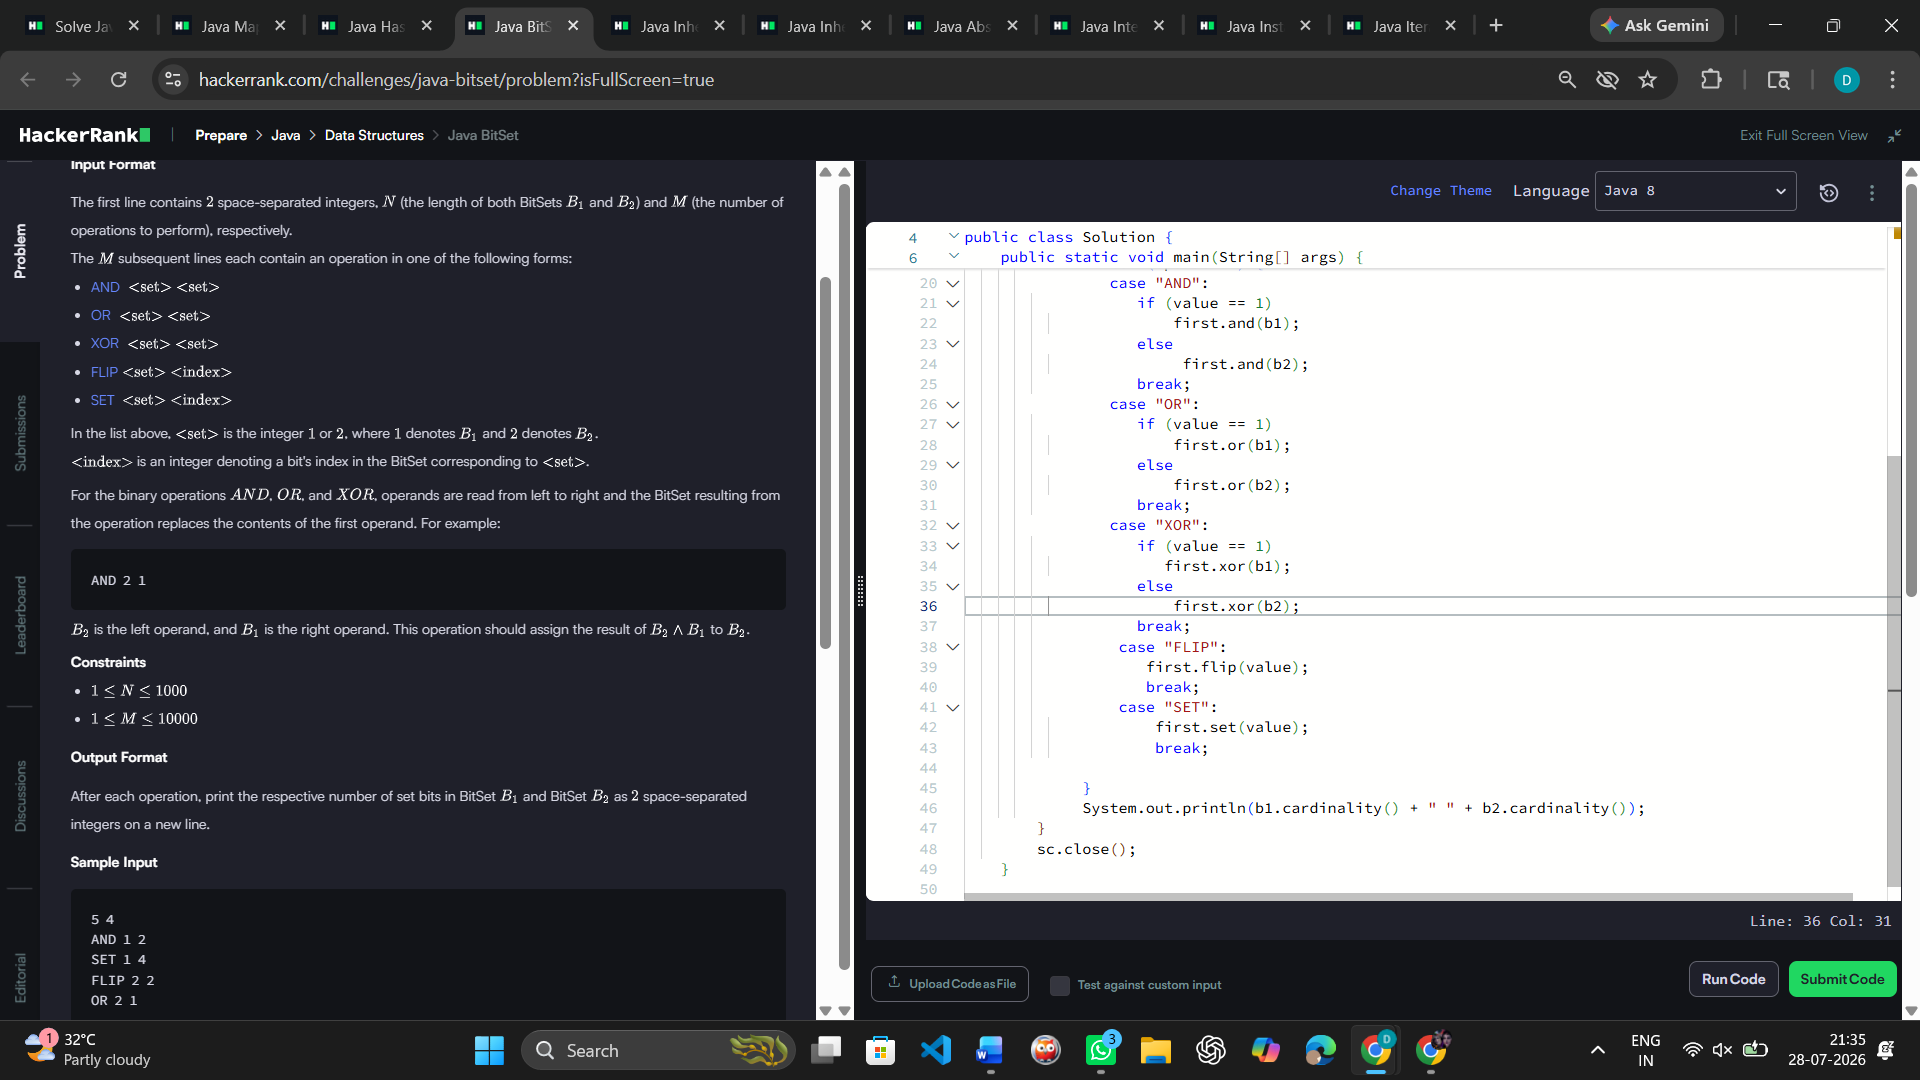 Solve Ja
Java Ma
Java Has
Java BitS
Java Inhe
Java Inhe
Java Abs
Java Inte
Java Inst
Java Iter
Ask Gemini
hackerrank.com/challenges/java-bitset/problem?isFullScreen=true
D
HackerRank
Prepare > Java > Data Structures > Java BitSet
Exit Full Screen View
Problem
Submissions
Leaderboard
Discussions
Editorial
Input Format
The first line contains 2 space-separated integers, N (the length of both BitSets B₁ and B₂) and M (the number of
operations to perform), respectively.
The M subsequent lines each contain an operation in one of the following forms:
• AND <set> <set>
• OR <set> <set>
• XOR <set> <set>
• FLIP <set> <index>
• SET <set> <index>
In the list above, <set> is the integer 1 or 2, where 1 denotes B₁ and 2 denotes B₂.
<index> is an integer denoting a bit's index in the BitSet corresponding to <set>.
For the binary operations AND, OR, and XOR, operands are read from left to right and the BitSet resulting from
the operation replaces the contents of the first operand. For example:
AND 2 1
B₂ is the left operand, and B₁ is the right operand. This operation should assign the result of B₂ ∧ B₁ to B₂.
Constraints
• 1 ≤ N ≤ 1000
• 1 ≤ M ≤ 10000
Output Format
After each operation, print the respective number of set bits in BitSet B₁ and BitSet B₂ as 2 space-separated
integers on a new line.
Sample Input
5 4
AND 1 2
SET 1 4
FLIP 2 2
OR 2 1
Change Theme
Language
Java 8
4 public class Solution {
6 public static void main(String[] args) {
20 case "AND":
21 if (value == 1)
22 first.and(b1);
23 else
24 first.and(b2);
25 break;
26 case "OR":
27 if (value == 1)
28 first.or(b1);
29 else
30 first.or(b2);
31 break;
32 case "XOR":
33 if (value == 1)
34 first.xor(b1);
35 else
36 first.xor(b2);
37 break;
38 case "FLIP":
39 first.flip(value);
40 break;
41 case "SET":
42 first.set(value);
43 break;
44
45 }
46 System.out.println(b1.cardinality() + " " + b2.cardinality());
47 }
48 sc.close();
49 }
50
Line: 36 Col: 31
Upload Code as File
Test against custom input
Run Code
Submit Code
1
32°C
Partly cloudy
Search
3
D
ENG
IN
21:35
28-07-2026